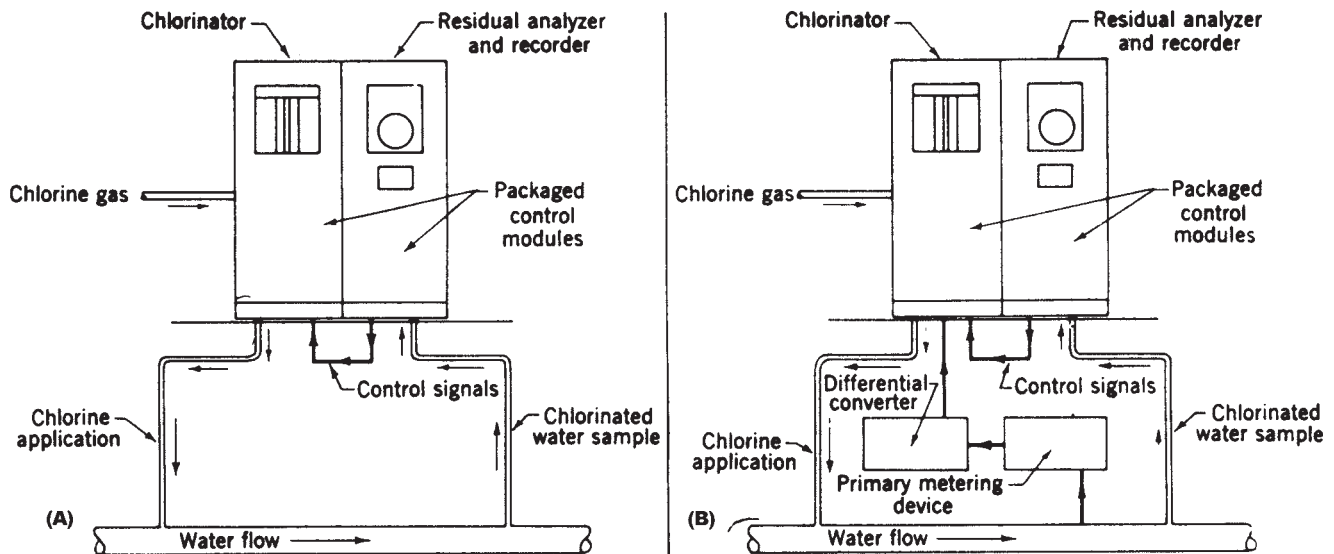 Chlorinator
Residual analyzer
and recorder
Chlorine gas
Packaged
control
modules
Control signals
Chlorine
application
Chlorinated
water sample
(A)
Water flow
Chlorinator
Residual analyzer
and recorder
Chlorine gas
Packaged
control
modules
Differential
converter
Control signals
Chlorine
application
Chlorinated
water sample
Primary metering
device
(B)
Water flow